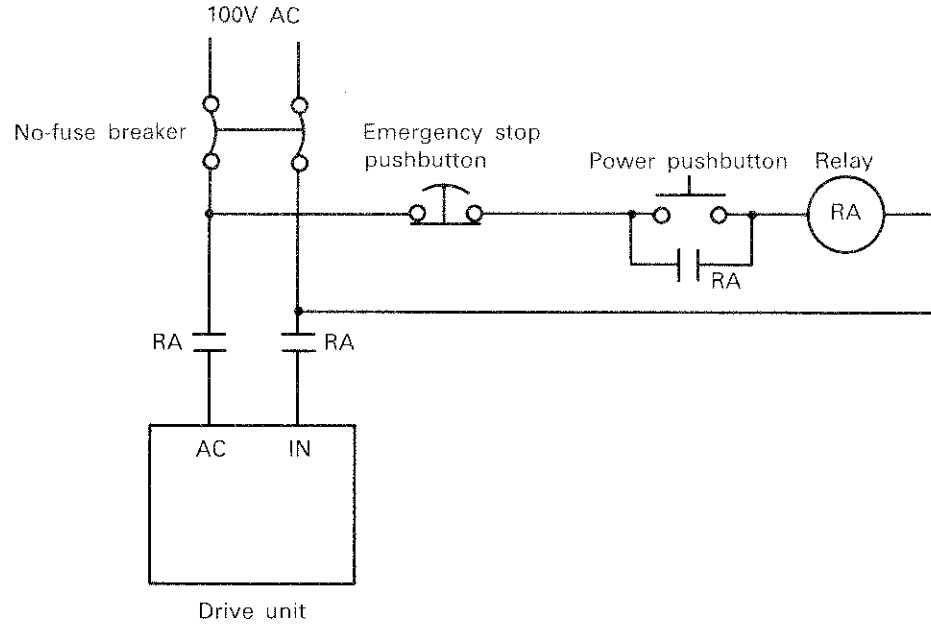 100V AC
No-fuse breaker
Emergency stop
pushbutton
Power pushbutton
Relay
RA
RA
RA
RA
AC
IN
Drive unit